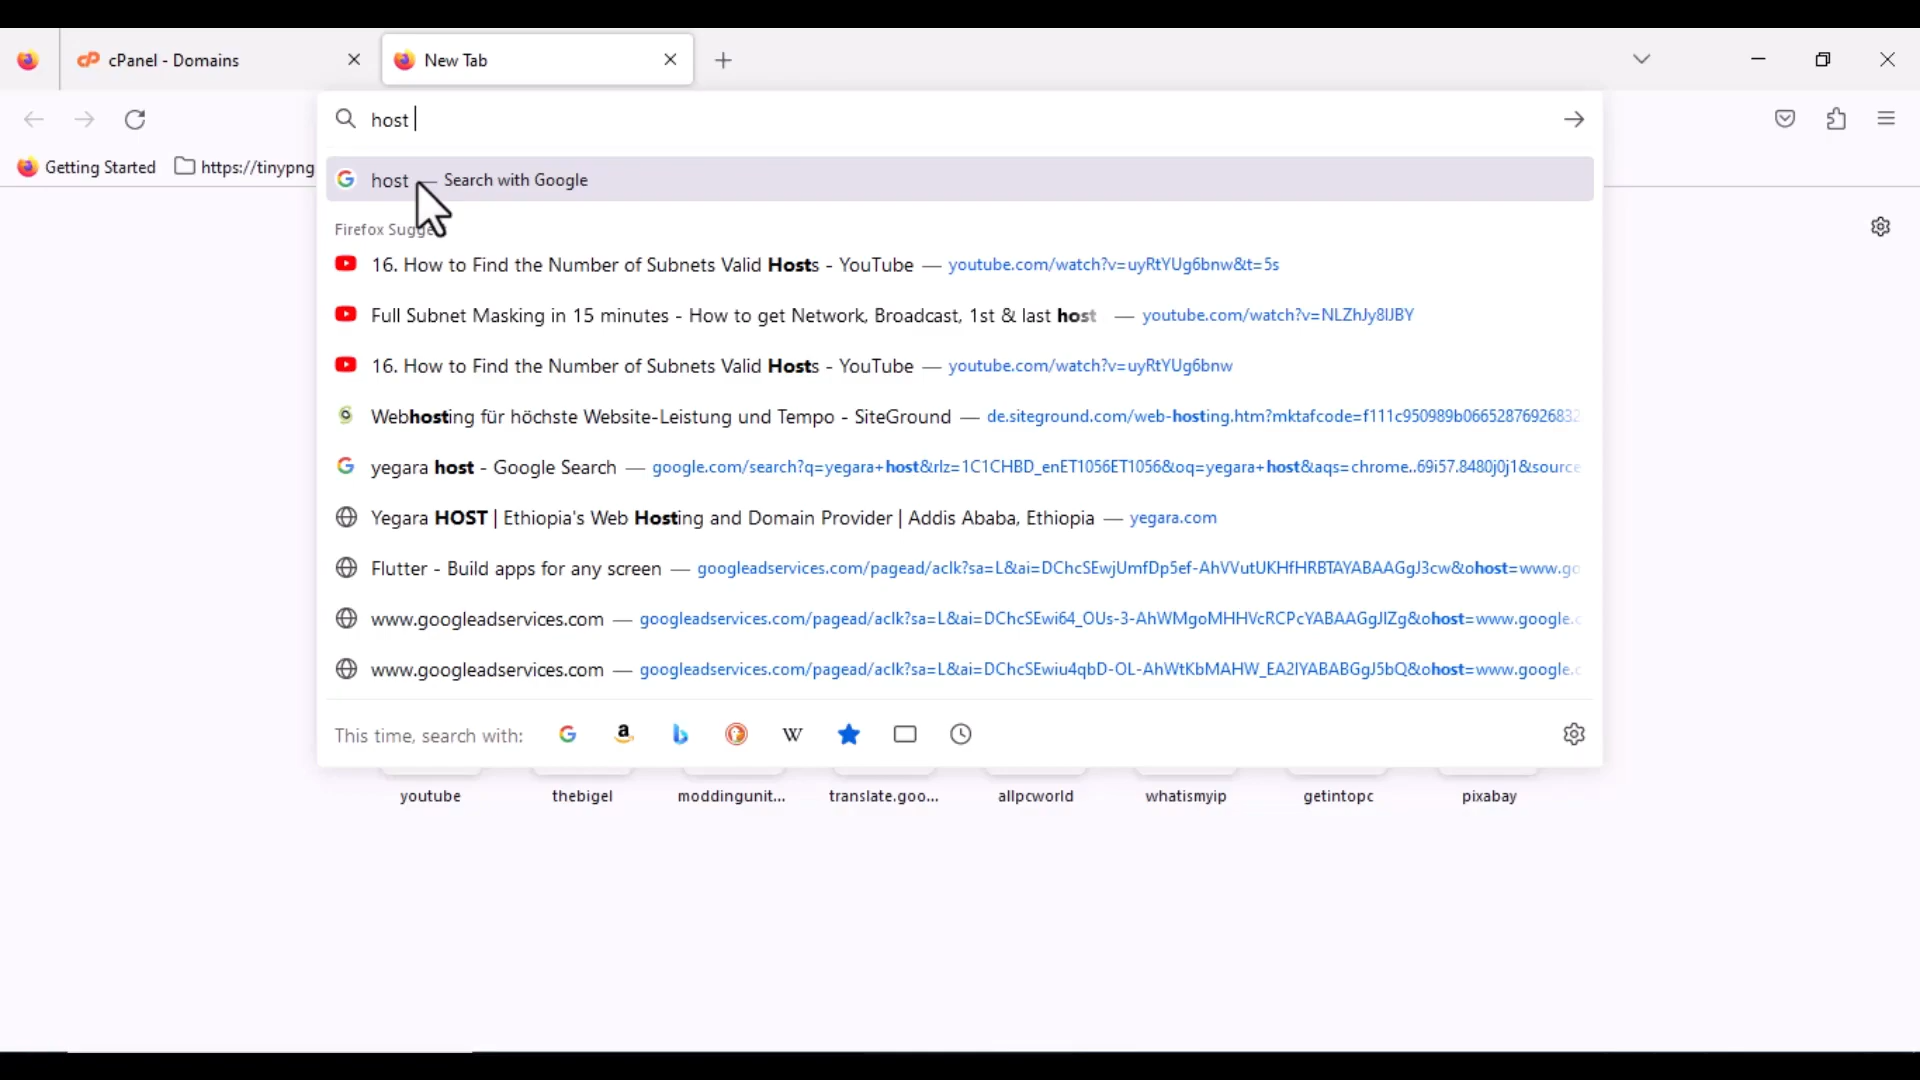 cPanel - Domains
New Tab
host
Getting Started
https://tinypng
host — Search with Google
Firefox Sugge
16. How to Find the Number of Subnets Valid Hosts - YouTube — youtube.com/watch?v=uyRtYUg6bnw&t=5s
Full Subnet Masking in 15 minutes - How to get Network, Broadcast, 1st & last host — youtube.com/watch?v=NLZhJy8lJBY
16. How to Find the Number of Subnets Valid Hosts - YouTube — youtube.com/watch?v=uyRtYUg6bnw
Webhosting für höchste Website-Leistung und Tempo - SiteGround — de.siteground.com/web-hosting.htm?mktafcode=f111c950989b06652876926832
yegara host - Google Search — google.com/search?q=yegara+host&rlz=1C1CHBD_enET1056ET1056&oq=yegara+host&aqs=chrome..69i57.8480j0j1&source
Yegara HOST | Ethiopia's Web Hosting and Domain Provider | Addis Ababa, Ethiopia — yegara.com
Flutter - Build apps for any screen — googleadservices.com/pagead/aclk?sa=L&ai=DChcSEwjUmfDp5ef-AhVVutUKHfHRBTAYABAAGgJ3cw&ohost=www.go
www.googleadservices.com — googleadservices.com/pagead/aclk?sa=L&ai=DChcSEwi64_OUs-3-AhWMgoMHHVcRCPcYABAAGgJlZg&ohost=www.google.c
www.googleadservices.com — googleadservices.com/pagead/aclk?sa=L&ai=DChcSEwiu4qbD-OL-AhWtKbMAHW_EA2IYABABGgJ5bQ&ohost=www.google.c
This time, search with:
youtube
thebigel
moddingunit...
translate.goo...
allpcworld
whatismyip
getintopc
pixabay